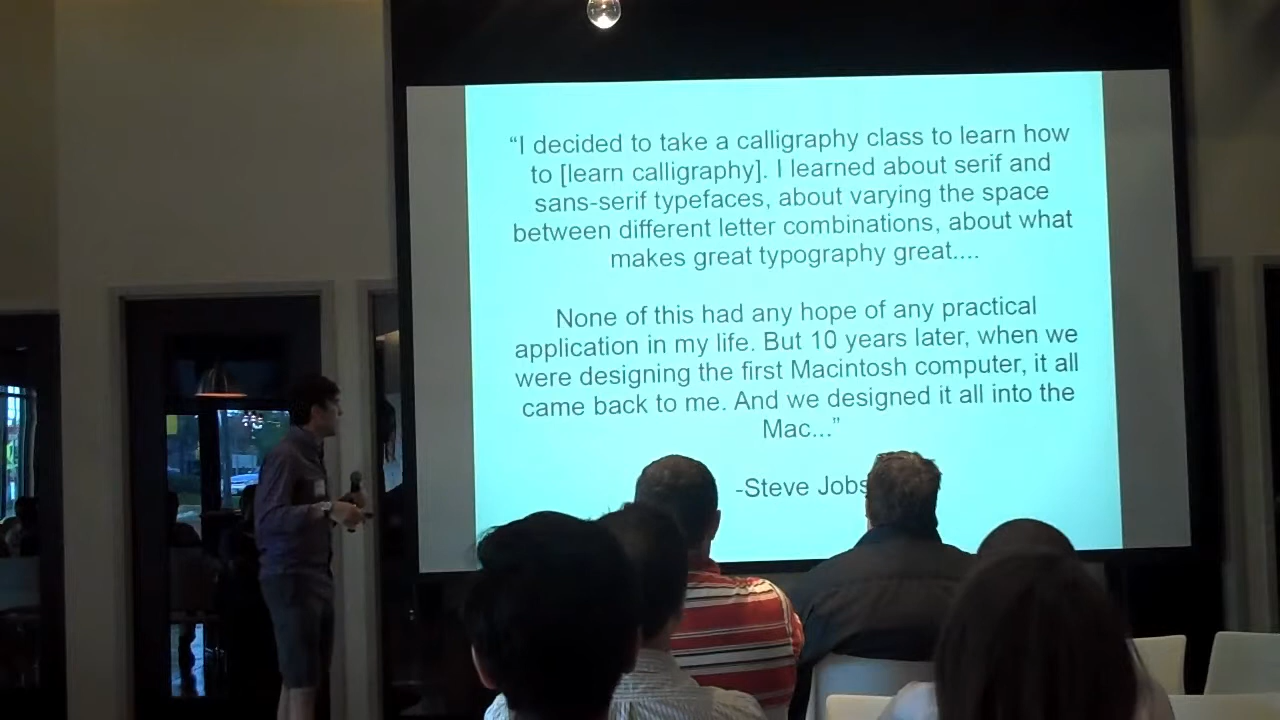 “I decided to take a calligraphy class to learn how
to [learn calligraphy]. I learned about serif and
sans-serif typefaces, about varying the space
between different letter combinations, about what
makes great typography great....
None of this had any hope of any practical
application in my life. But 10 years later, when we
were designing the first Macintosh computer, it all
came back to me. And we designed it all into the
Mac...”
-Steve Jobs